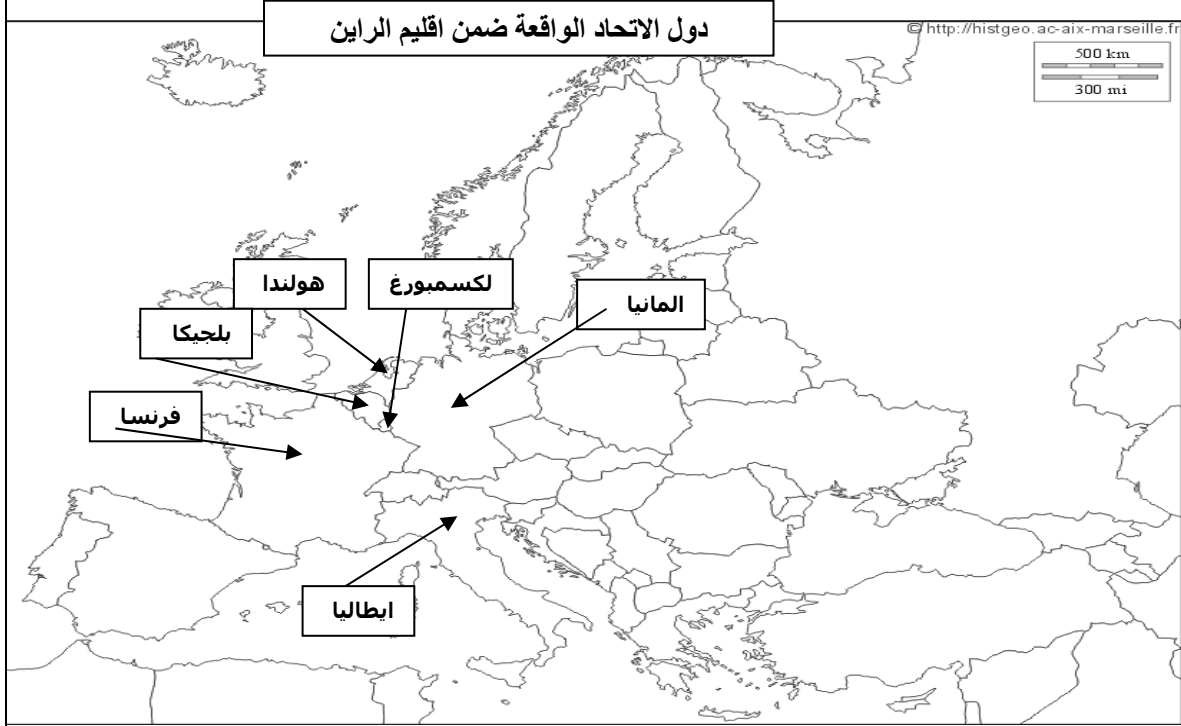 دول الاتحاد الواقعة ضمن اقليم الراين
© http://histgeo.ac-aix-marseille.fr
500 km
300 mi
لكسمبورغ
هولندا
المانيا
بلجيكا
فرنسا
ايطاليا